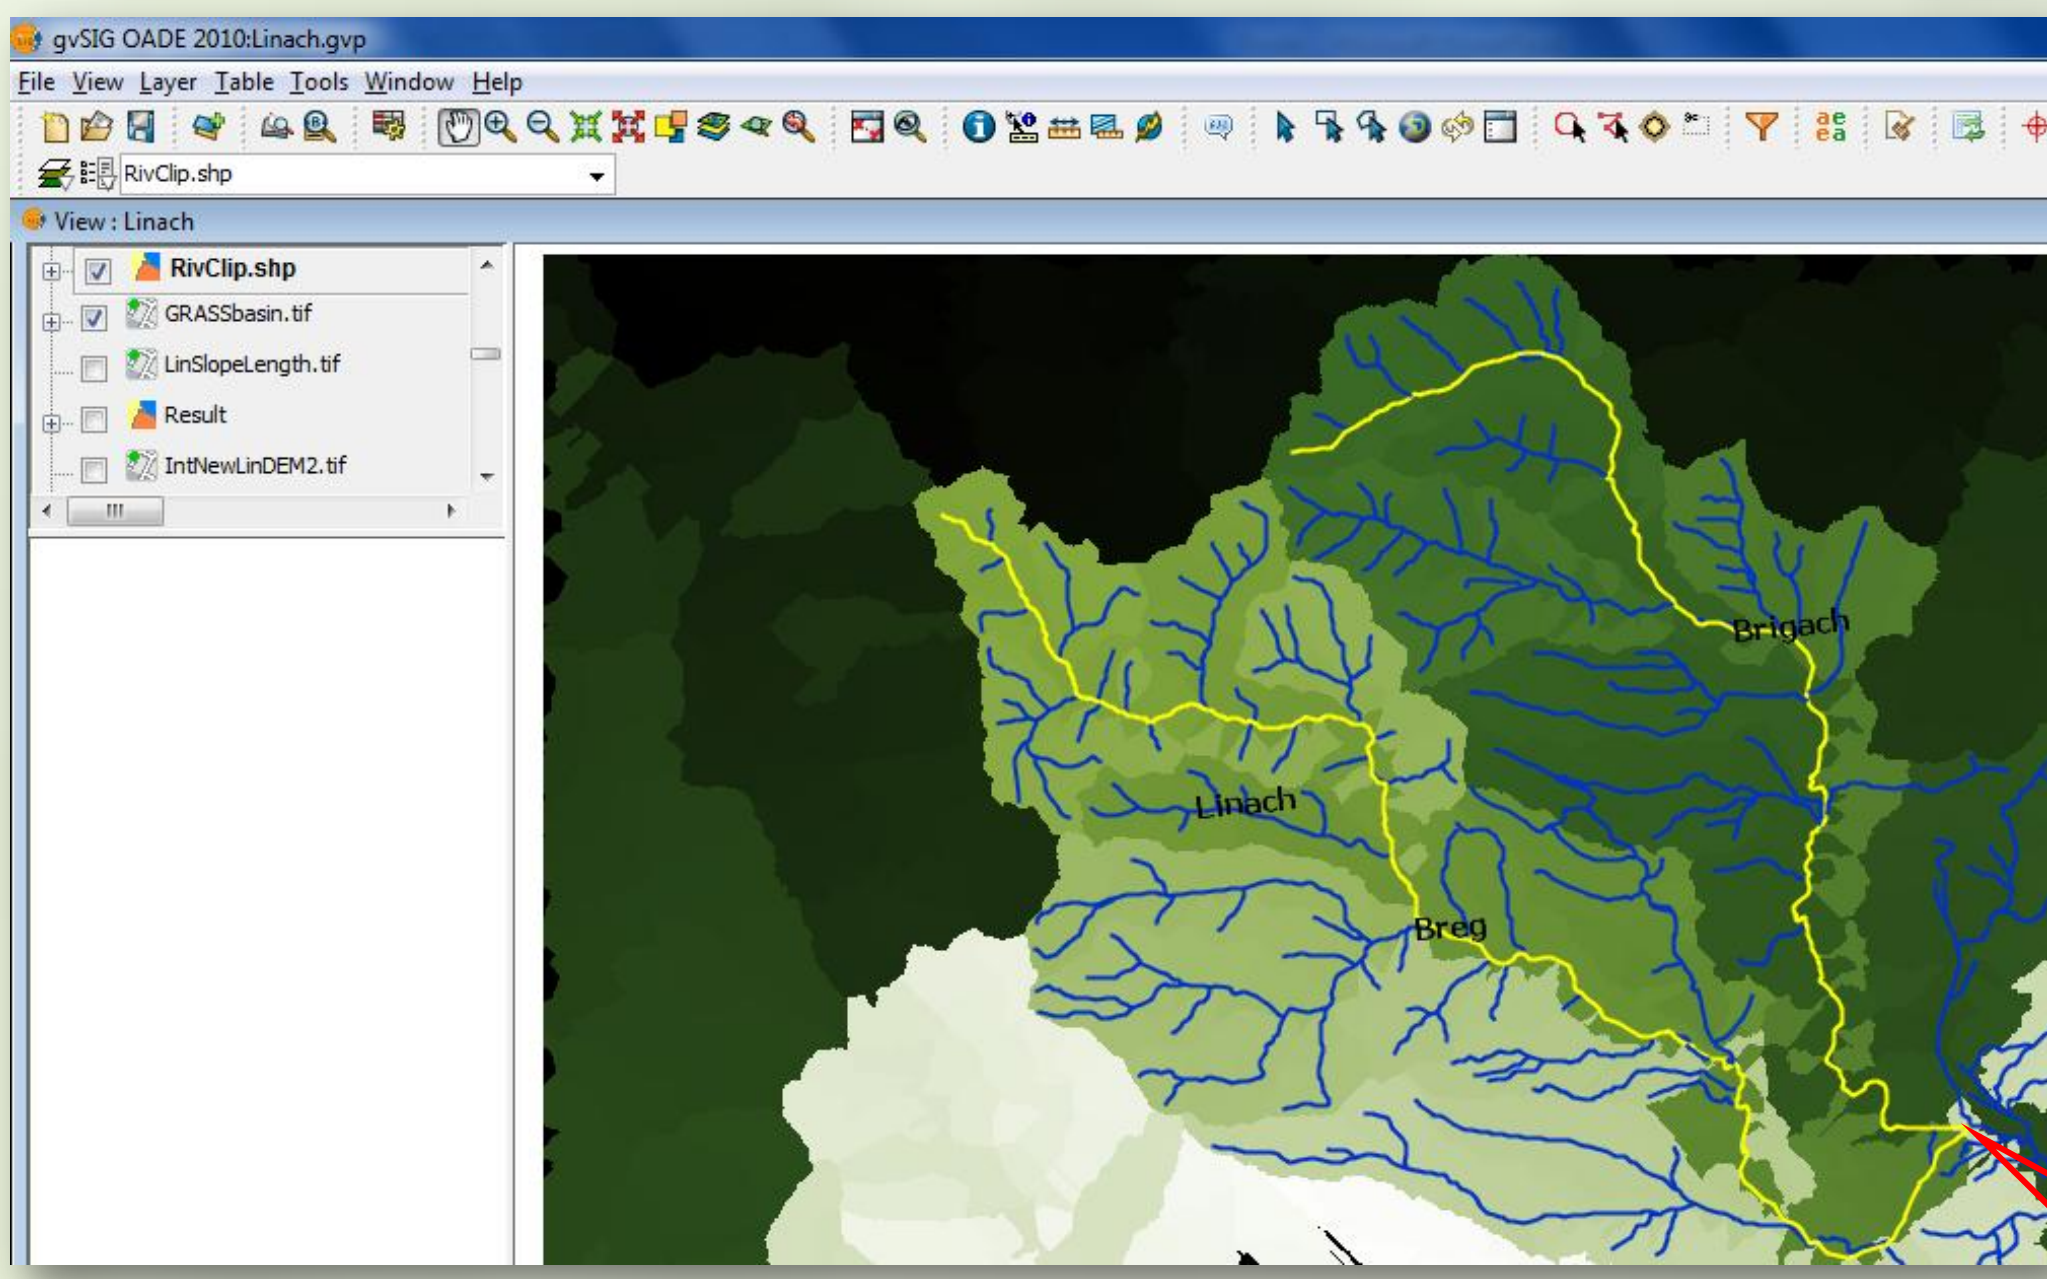 gvSIG OADE 2010:Linach.gvp
File View Layer Table Tools Window Help
RivClip.shp
View : Linach
RivClip.shp
GRASSbasin.tif
LinSlopeLength.tif
Result
IntNewLinDEM2.tif
Brigach
Linach
Breg